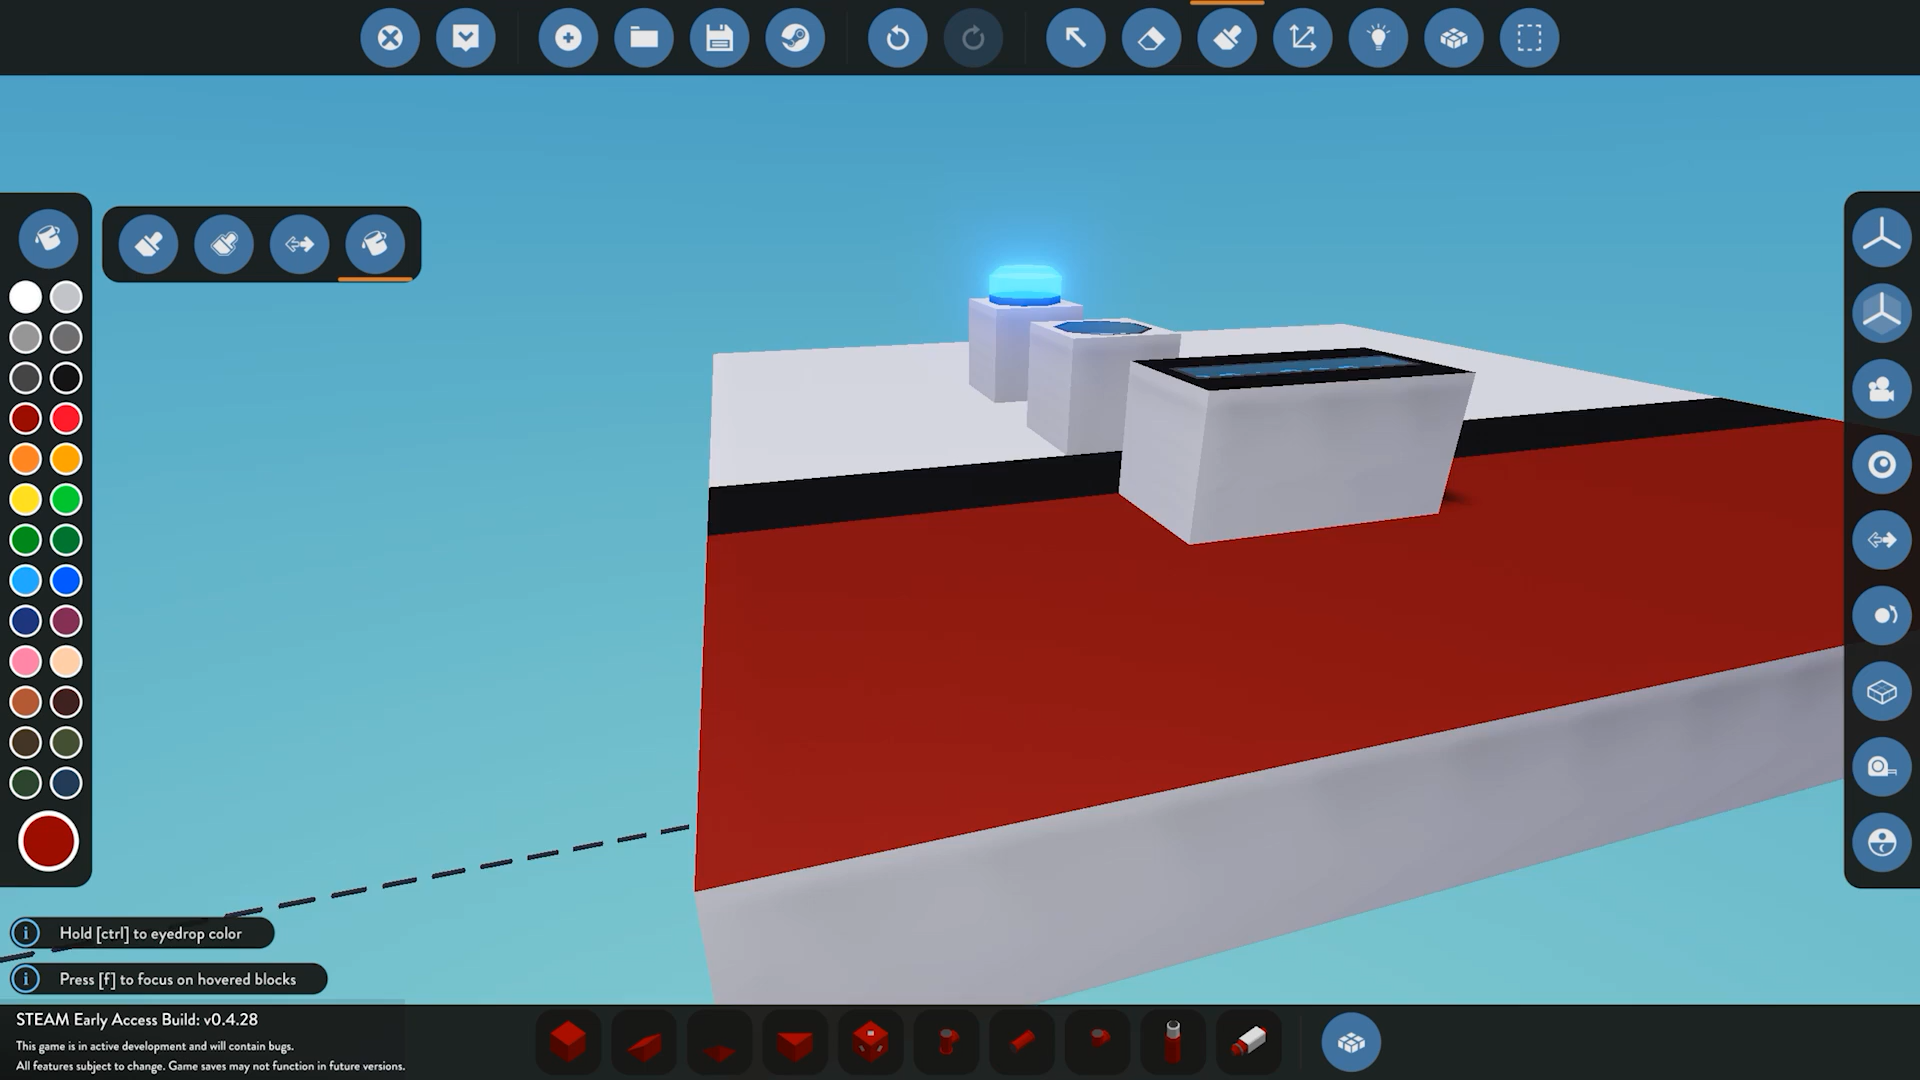 Hold [ctrl] to eyedrop color
Press [f] to focus on hovered blocks
STEAM Early Access Build: v0.4.28
This game is in active development and will contain bugs.
All features subject to change. Game saves may not function in future versions.